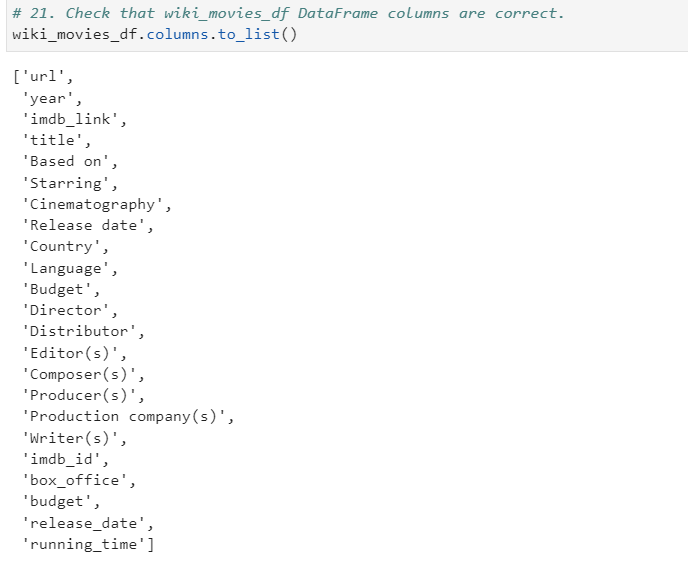 # 21. Check that wiki_movies_df DataFrame columns are correct.
wiki_movies_df.columns.to_list()
['url',
 'year',
 'imdb_link',
 'title',
 'Based on',
 'Starring',
 'Cinematography',
 'Release date',
 'Country',
 'Language',
 'Budget',
 'Director',
 'Distributor',
 'Editor(s)',
 'Composer(s)',
 'Producer(s)',
 'Production company(s)',
 'Writer(s)',
 'imdb_id',
 'box_office',
 'budget',
 'release_date',
 'running_time']